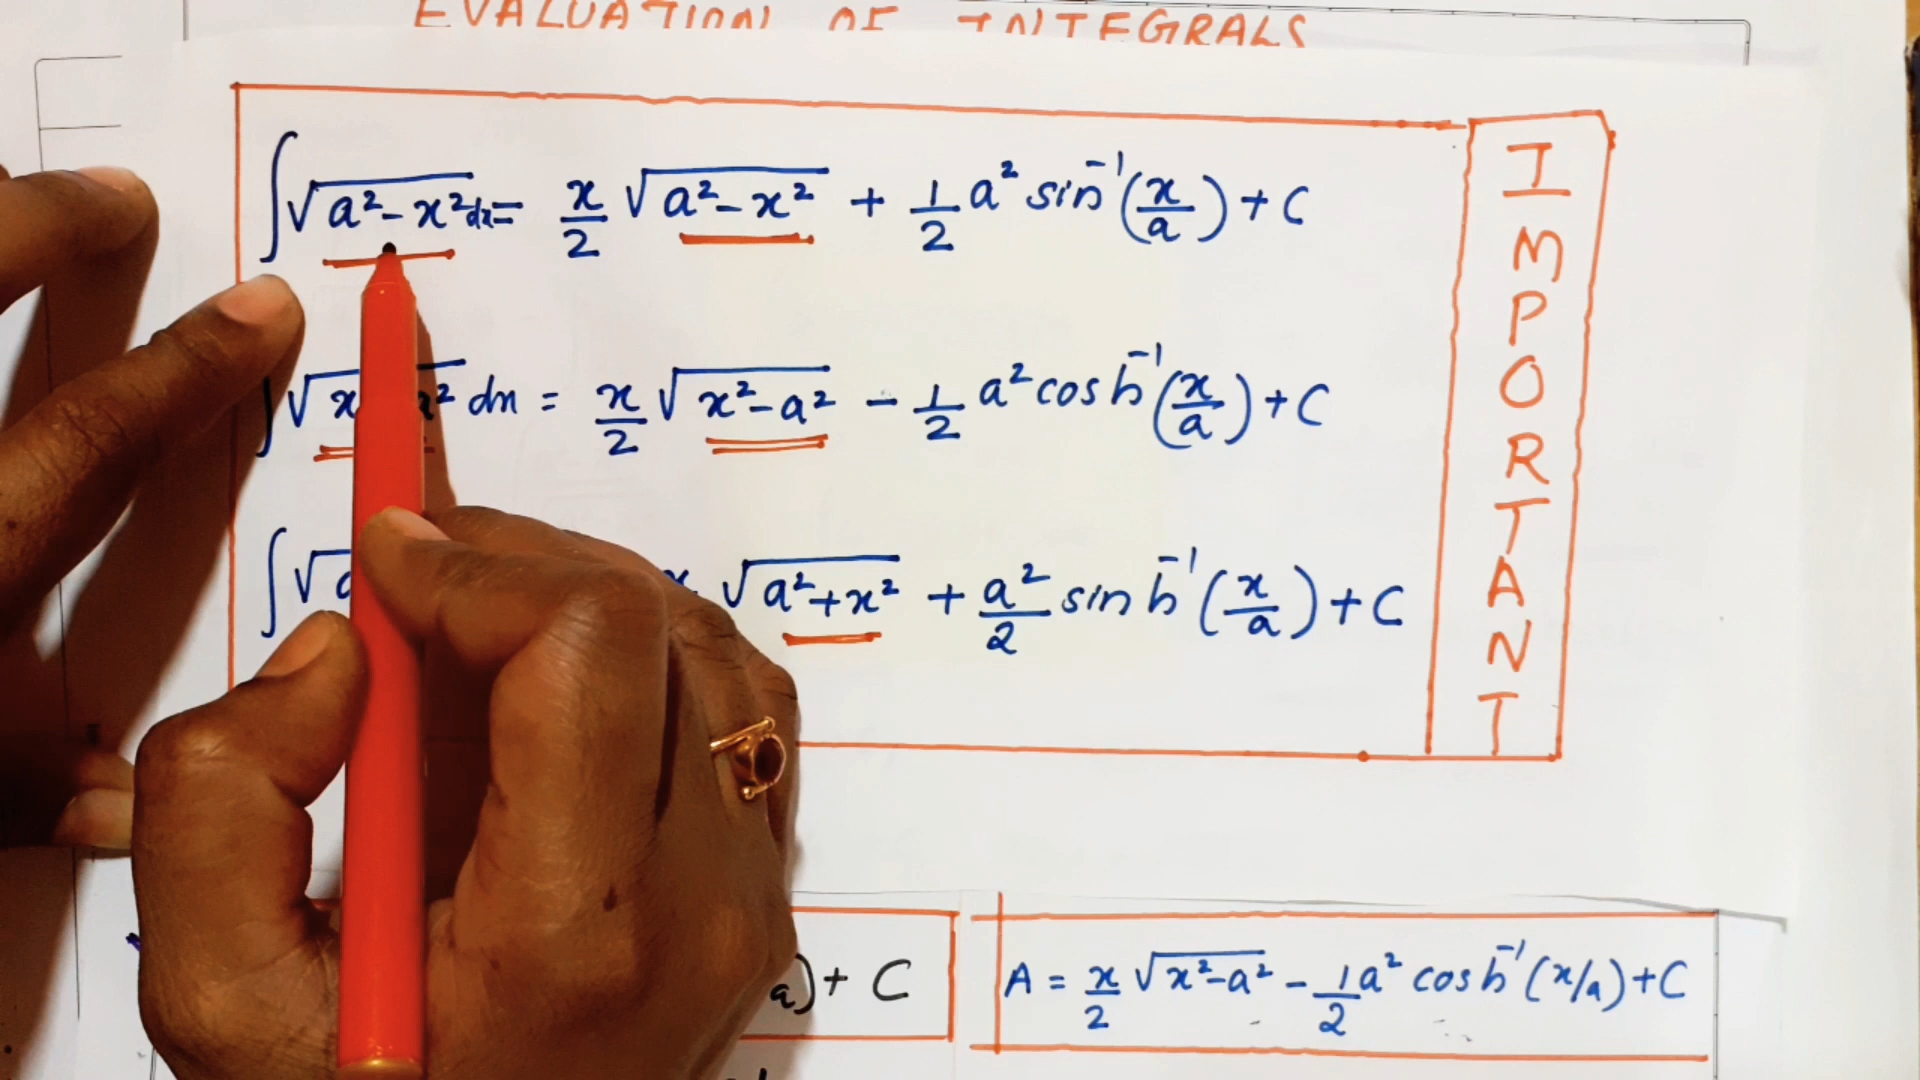 EVALUATION OF INTEGRALS
∫√(a²-x²) dx = x/2 √(a²-x²) + 1/2 a² sin⁻¹(x/a) + C
∫√(x² a²) dx = x/2 √(x²-a²) - 1/2 a² cosh⁻¹(x/a) + C
∫√a x √(a²+x²) + a²/2 sinh⁻¹(x/a) + C
IMPORTANT
a) + C
A = x/2 √(x²-a²) - 1/2 a² cosh⁻¹(x/a) + C